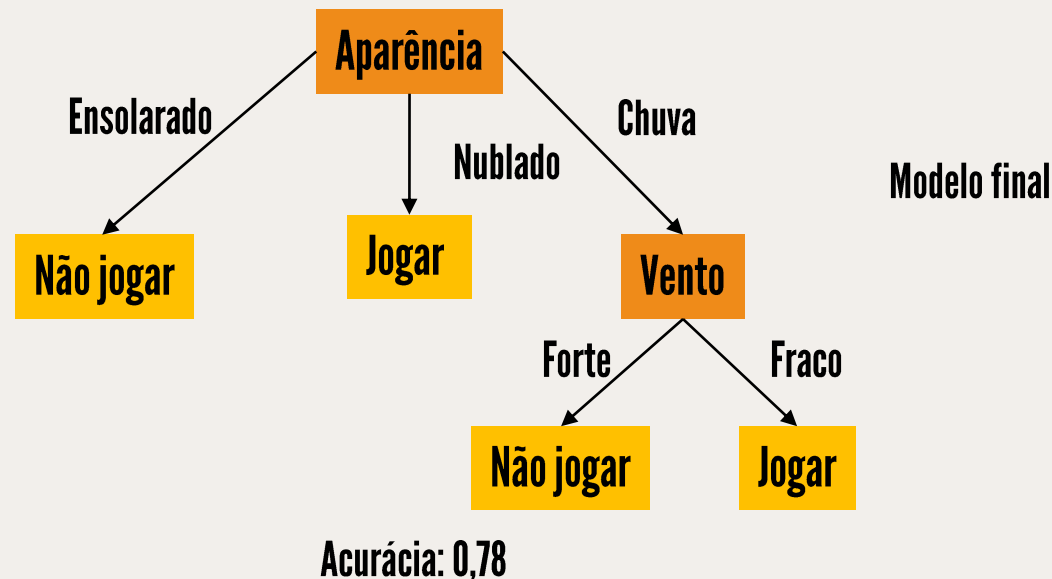 Aparência
Ensolarado
Chuva
Nublado
Modelo final
Não jogar
Jogar
Vento
Forte
Fraco
Não jogar
Jogar
Acurácia: 0,78